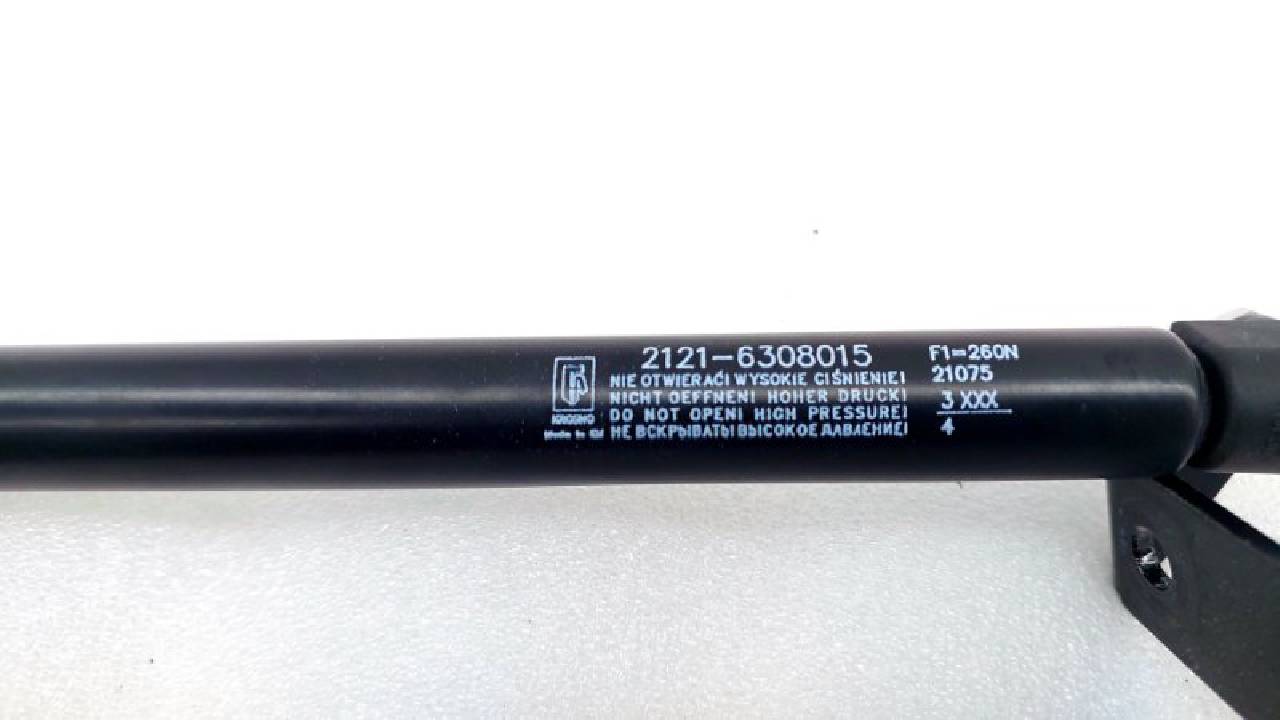 2121-6308015
NIE OTWIERAĆ! WYSOKIE CIŚNIENIE!
NICHT OEFFNEN! HOHER DRUCK!
DO NOT OPEN! HIGH PRESSURE!
НЕ ВСКРЫВАТЬ! ВЫСОКОЕ ДАВЛЕНИЕ!
KROSNO
F1=260N
21075
3 XXX
4